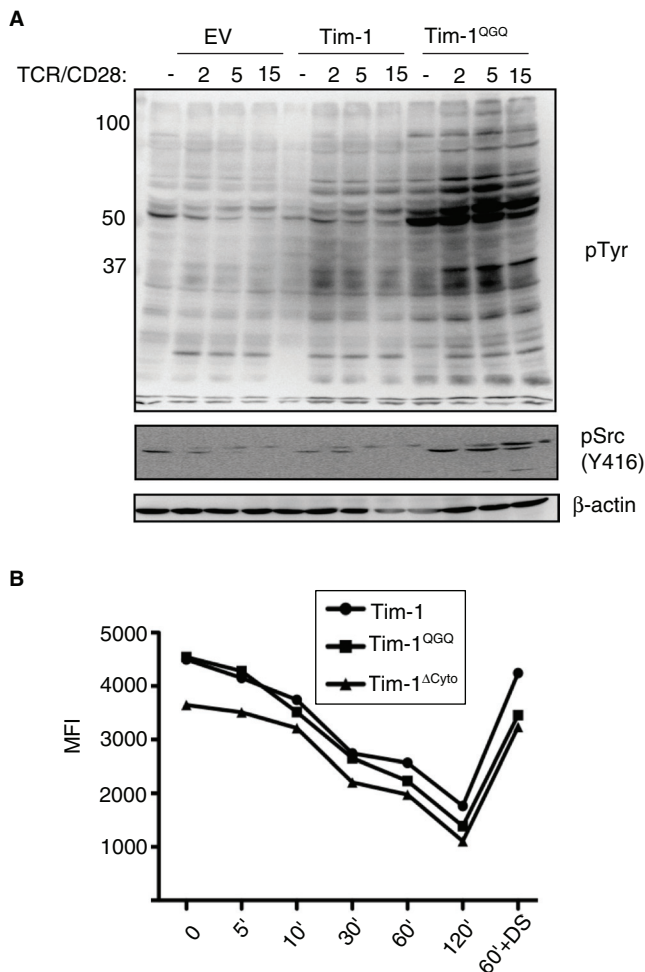 A
EV Tim-1 Tim-1QGQ
TCR/CD28: - 2 5 15 - 2 5 15 - 2 5 15
100
50
37
pTyr
pSrc
(Y416)
β-actin
B
Tim-1
Tim-1QGQ
Tim-1ΔCyto
MFI
5000
4000
3000
2000
1000
0 5' 10' 30' 60' 120' 60'+DS